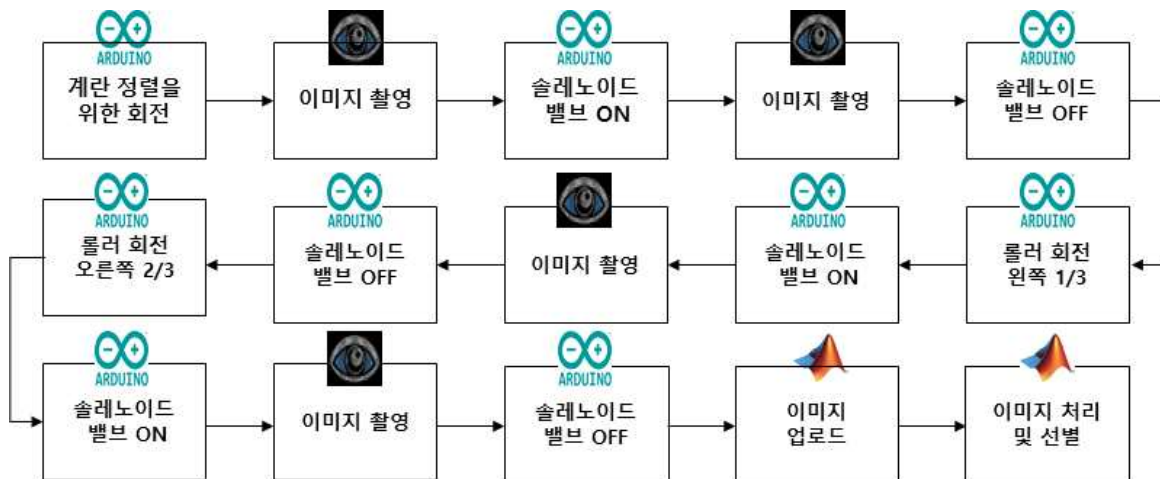 ARDUINO
계란 정렬을
위한 회전
이미지 촬영
ARDUINO
솔레노이드
밸브 ON
이미지 촬영
ARDUINO
솔레노이드
밸브 OFF
ARDUINO
롤러 회전
왼쪽 1/3
ARDUINO
솔레노이드
밸브 ON
이미지 촬영
ARDUINO
솔레노이드
밸브 OFF
ARDUINO
롤러 회전
오른쪽 2/3
ARDUINO
솔레노이드
밸브 ON
이미지 촬영
ARDUINO
솔레노이드
밸브 OFF
이미지
업로드
이미지 처리
및 선별